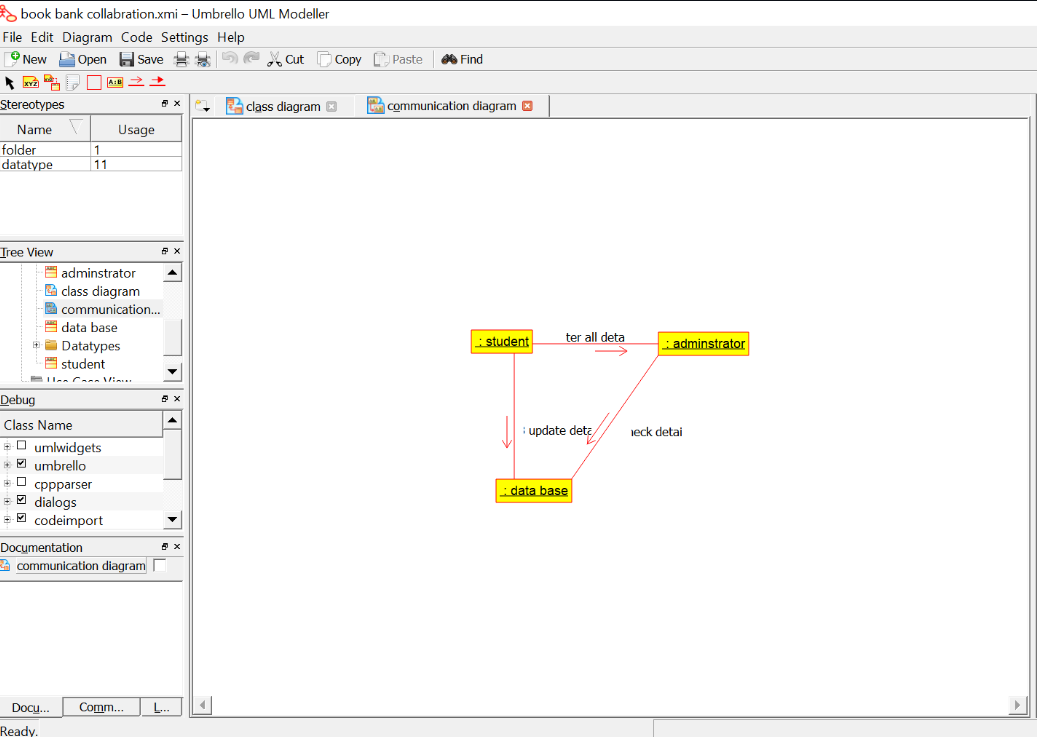 book bank collabration.xmi – Umbrello UML Modeller
File Edit Diagram Code Settings Help
New Open Save Cut Copy Paste Find
XYZ A:B
Stereotypes
class diagram communication diagram
Name Usage
folder 1
datatype 11
Tree View
adminstrator
class diagram
communication...
data base
Datatypes
student
Use Case View
: student ter all deta : adminstrator
Debug
Class Name
update deta heck detai
umlwidgets
umbrello
cppparser
: data base
dialogs
codeimport
Documentation
communication diagram
Docu... Comm... L...
Ready.